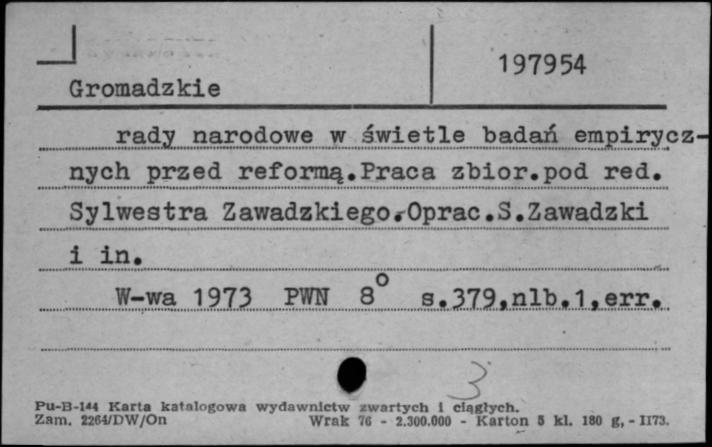 197954
Gromadzkie
rady narodowe w świetle badań empirycz-
nych przed reformą.Praca zbior.pod red.
Sylwestra Zawadzkiego.-Oprac.S.Zawadzki
i in.
W-wa 1973 PWN 8° s.379,nlb.1,err.
3
Pu-B-144 Karta katalogowa wydawnictw zwartych i ciągłych.
Zam. 2264/DW/On Wrak 76 - 2.300.000 - Karton 5 kl. 180 g, - II73.